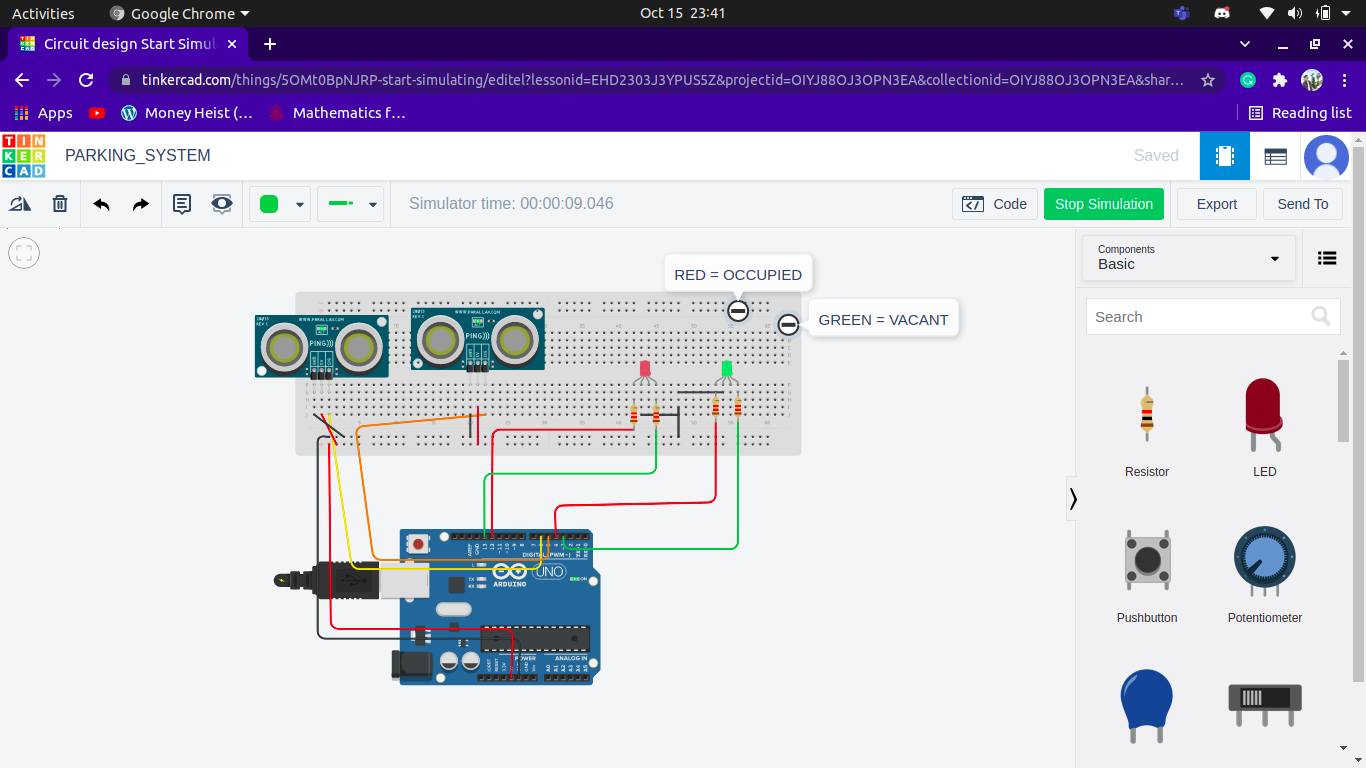 Activities
Google Chrome
Oct 15 23:41
Circuit design Start Simul
tinkercad.com/things/5OMt0BpNJRP-start-simulating/editel?lessonid=EHD2303J3YPUS5Z&projectid=OIYJ88OJ3OPN3EA&collectionid=OIYJ88OJ3OPN3EA&shar…
Apps
Money Heist (…
Mathematics f…
Reading list
TIN
KER
CAD
PARKING_SYSTEM
Saved
Simulator time: 00:00:09.046
Code
Stop Simulation
Export
Send To
Components
Basic
Search
RED = OCCUPIED
GREEN = VACANT
PING)))
PING)))
DIGITAL (PWM~)
UNO
ARDUINO
ON
POWER
ANALOG IN
Resistor
LED
Pushbutton
Potentiometer